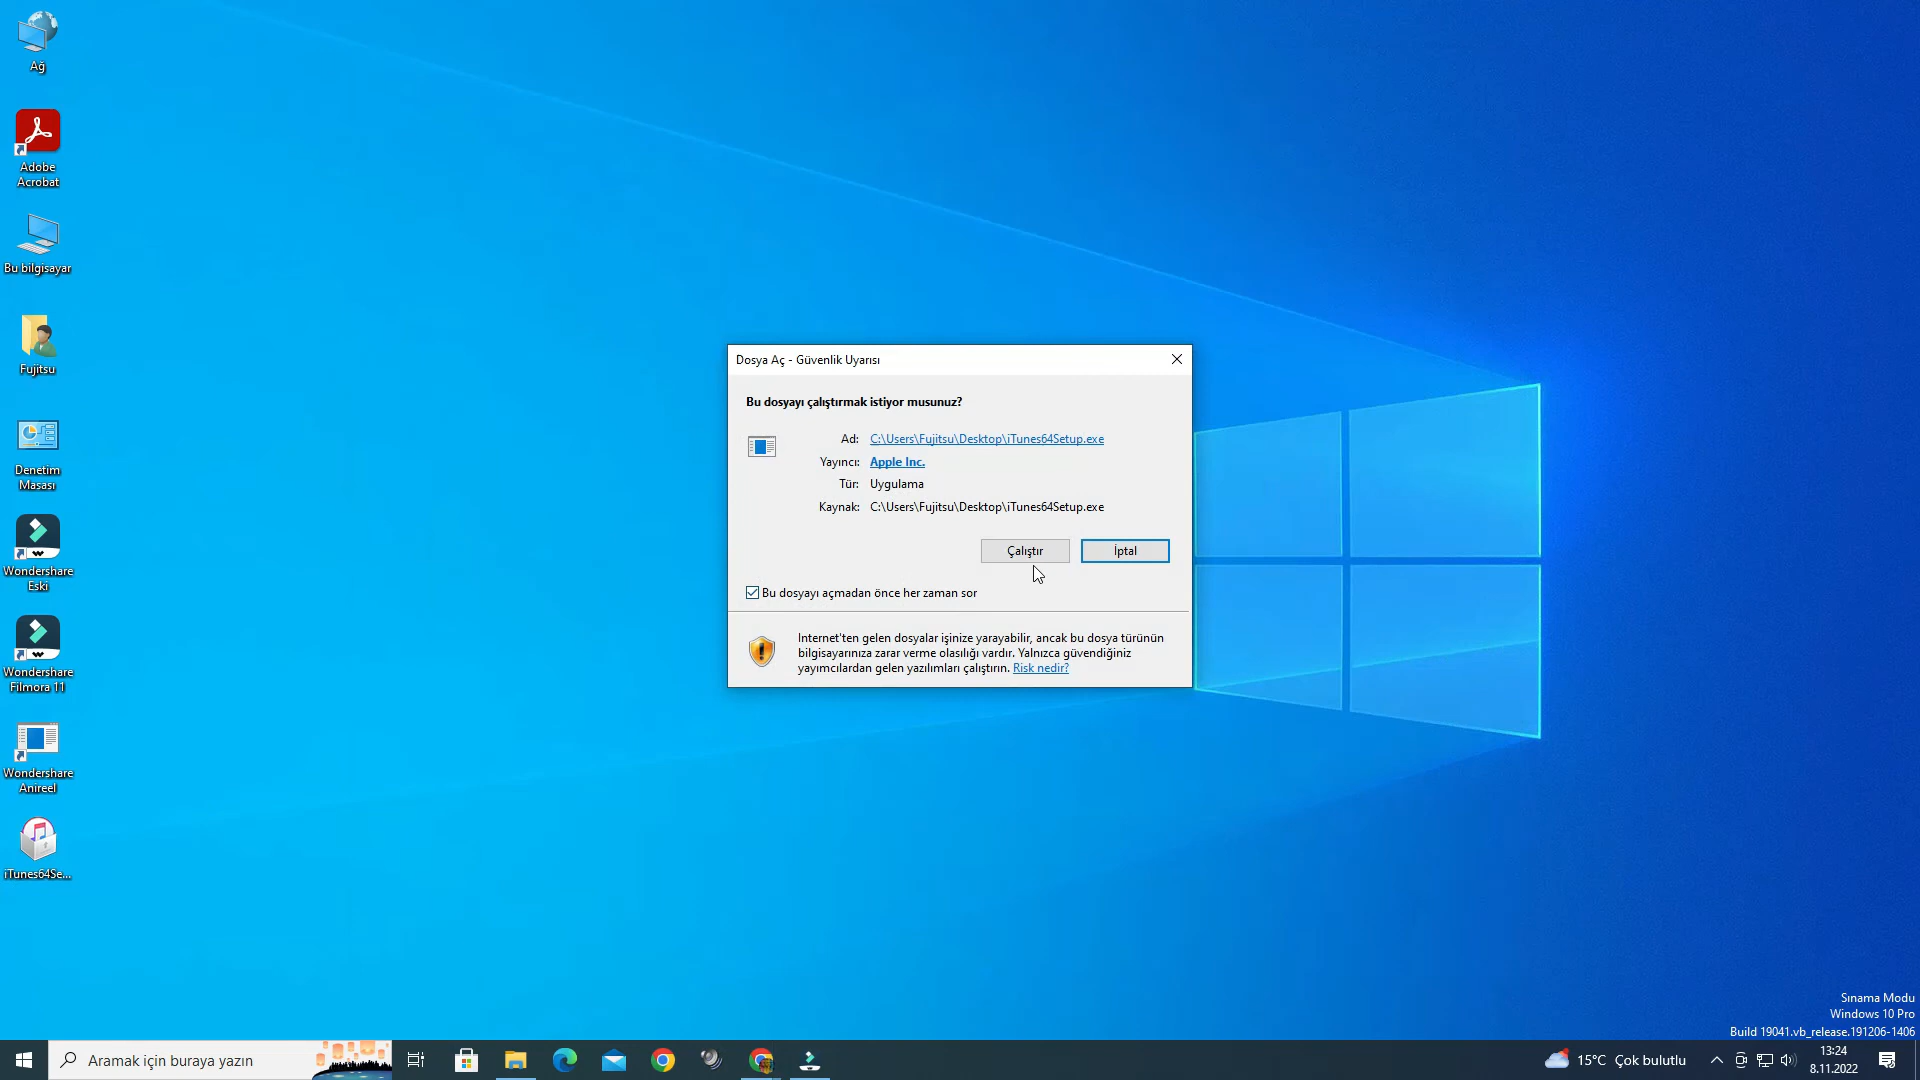 Ağ
Adobe
Acrobat
Bu bilgisayar
Fujitsu
Denetim
Masası
Wondershare
Eski
Wondershare
Filmora 11
Wondershare
Anireel
iTunes64Se...
Dosya Aç - Güvenlik Uyarısı
Bu dosyayı çalıştırmak istiyor musunuz?
Ad: C:\Users\Fujitsu\Desktop\iTunes64Setup.exe
Yayıncı: Apple Inc.
Tür: Uygulama
Kaynak: C:\Users\Fujitsu\Desktop\iTunes64Setup.exe
Çalıştır İptal
Bu dosyayı açmadan önce her zaman sor
Internet'ten gelen dosyalar işinize yarayabilir, ancak bu dosya türünün
bilgisayarınıza zarar verme olasılığı vardır. Yalnızca güvendiğiniz
yayımcılardan gelen yazılımları çalıştırın. Risk nedir?
Sınama Modu
Windows 10 Pro
Build 19041.vb_release.191206-1406
Aramak için buraya yazın
15°C Çok bulutlu
13:24
8.11.2022